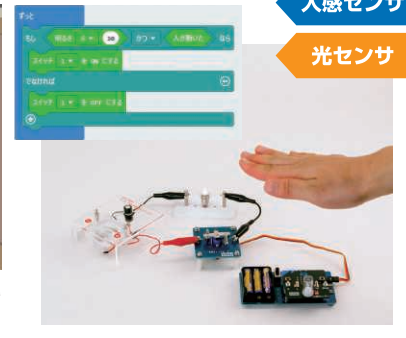 人感センサ
光センサ
ずっと
もし 明るさ 30 かつ 人が動いた なら
スイッチ 1 を ON にする
でなければ
スイッチ 1 を OFF にする